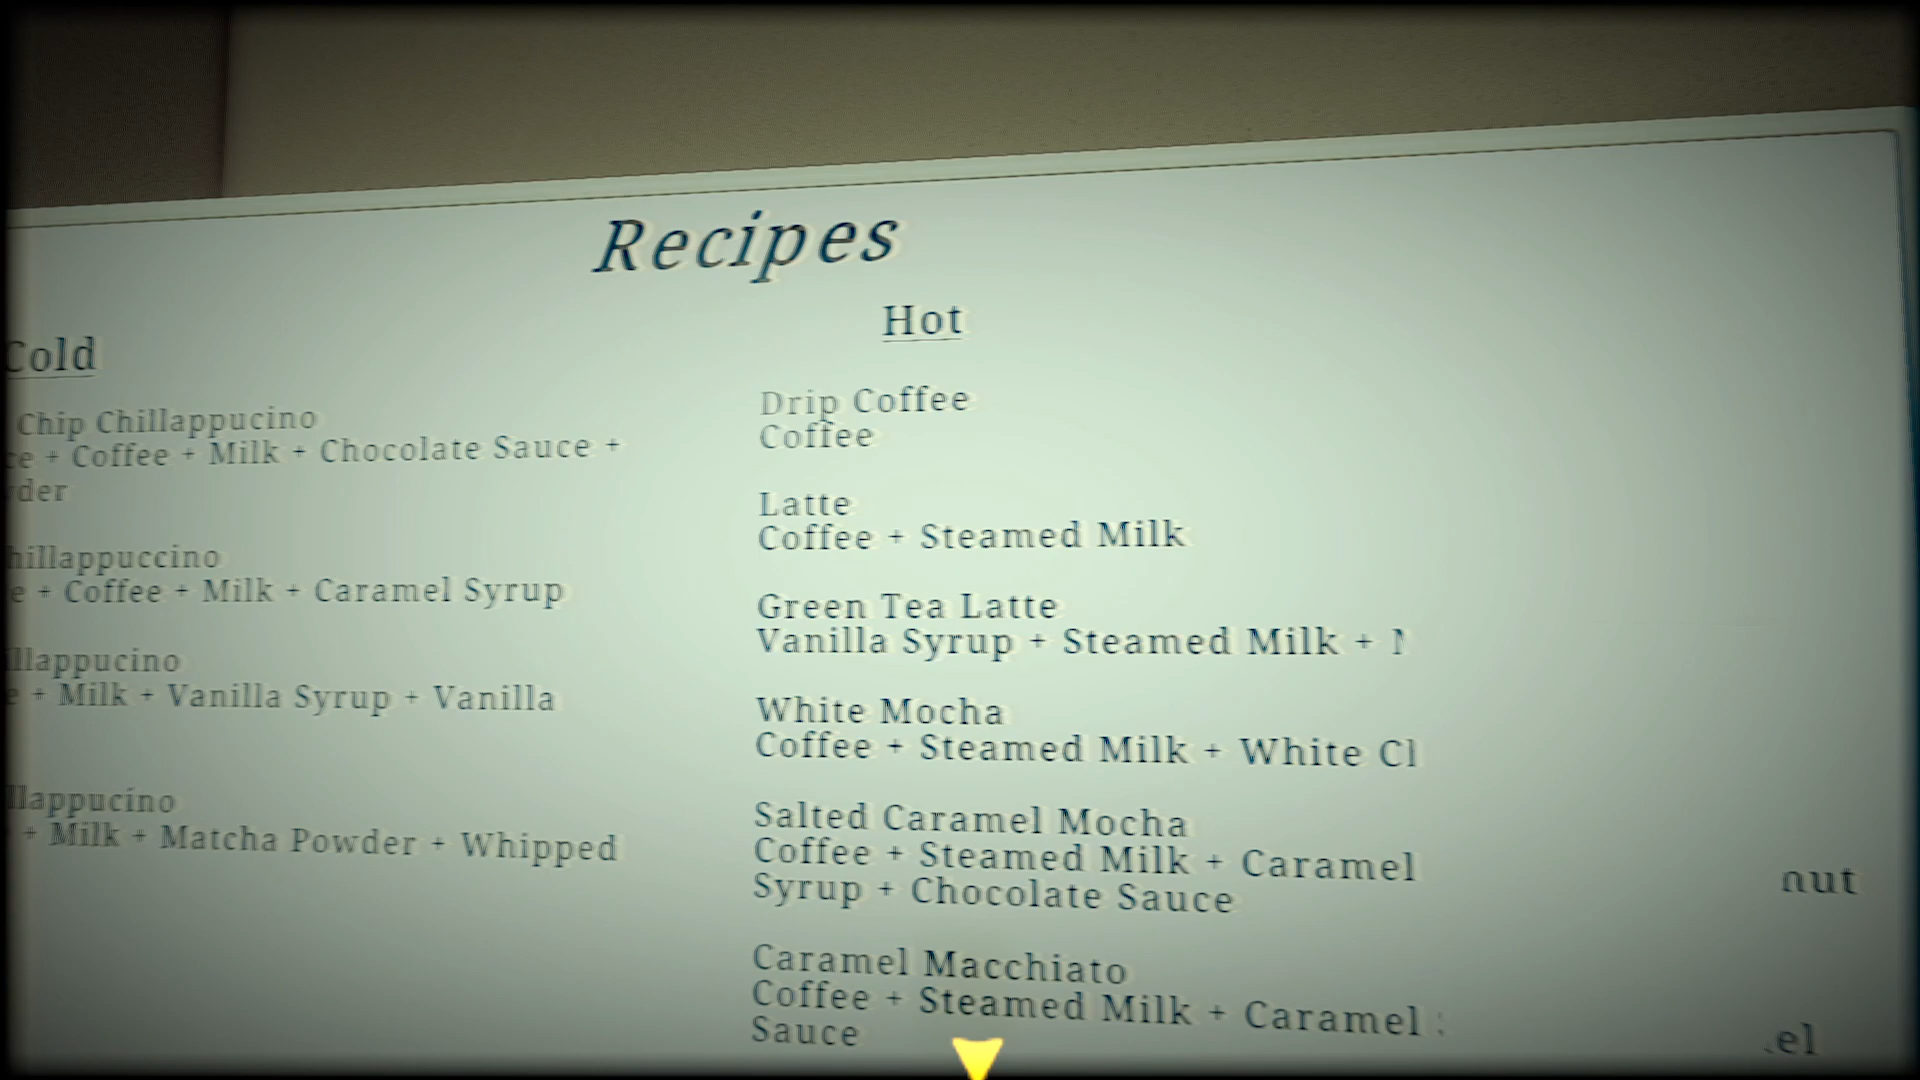 Recipes
Cold
Chip Chillappucino
+ Coffee + Milk + Chocolate Sauce +
Hot
Drip Coffee
Coffee
Latte
Coffee + Steamed Milk
Green Tea Latte
Vanilla Syrup + Steamed Milk +
White Mocha
Coffee + Steamed Milk + White
Salted Caramel Mocha
Coffee + Steamed Milk + Caramel
Syrup + Chocolate Sauce
Caramel Macchiato
Coffee + Steamed Milk + Caramel
Sauce
+ Coffee + Milk + Caramel Syrup
+ Milk + Vanilla Syrup + Vanilla
+ Milk + Matcha Powder + Whipped
nut